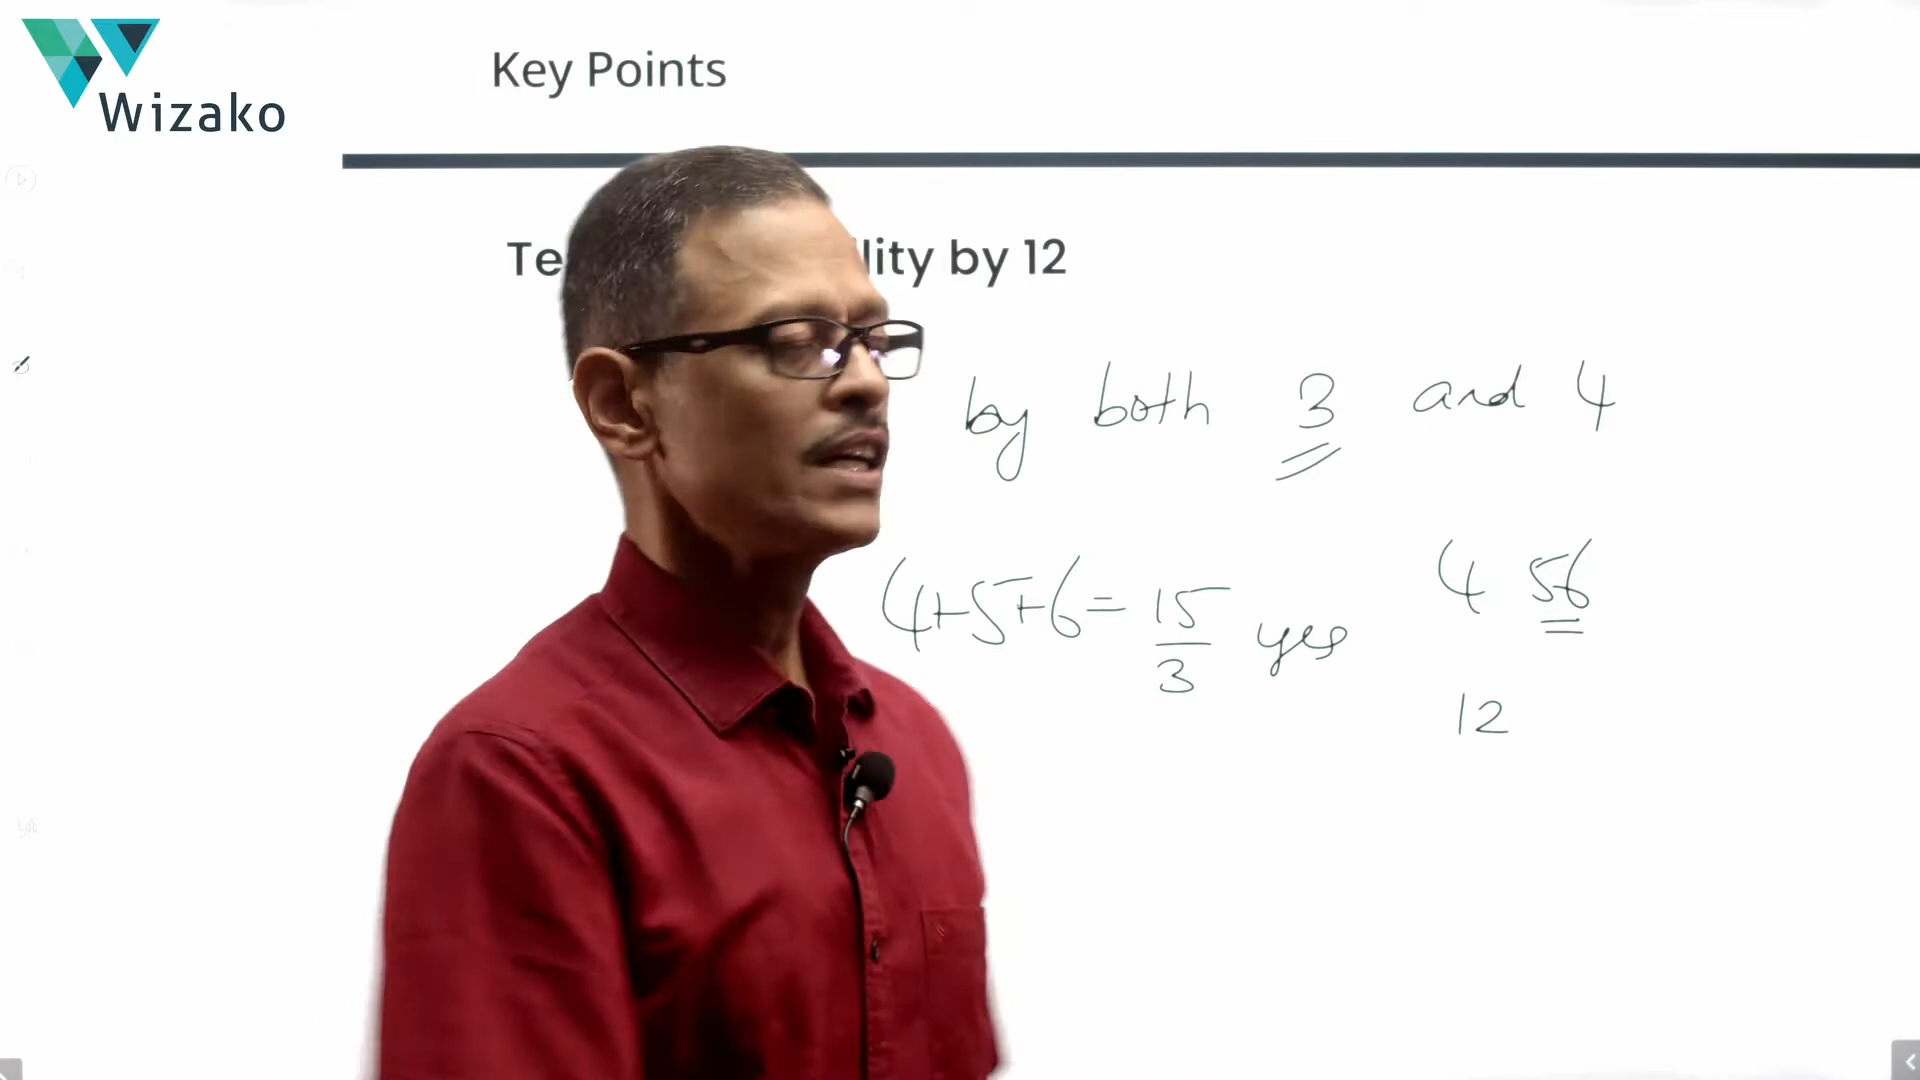 Wizako
Key Points
Te lity by 12
by both 3 and 4
4+5+6= 15 yes
3
4 56
12